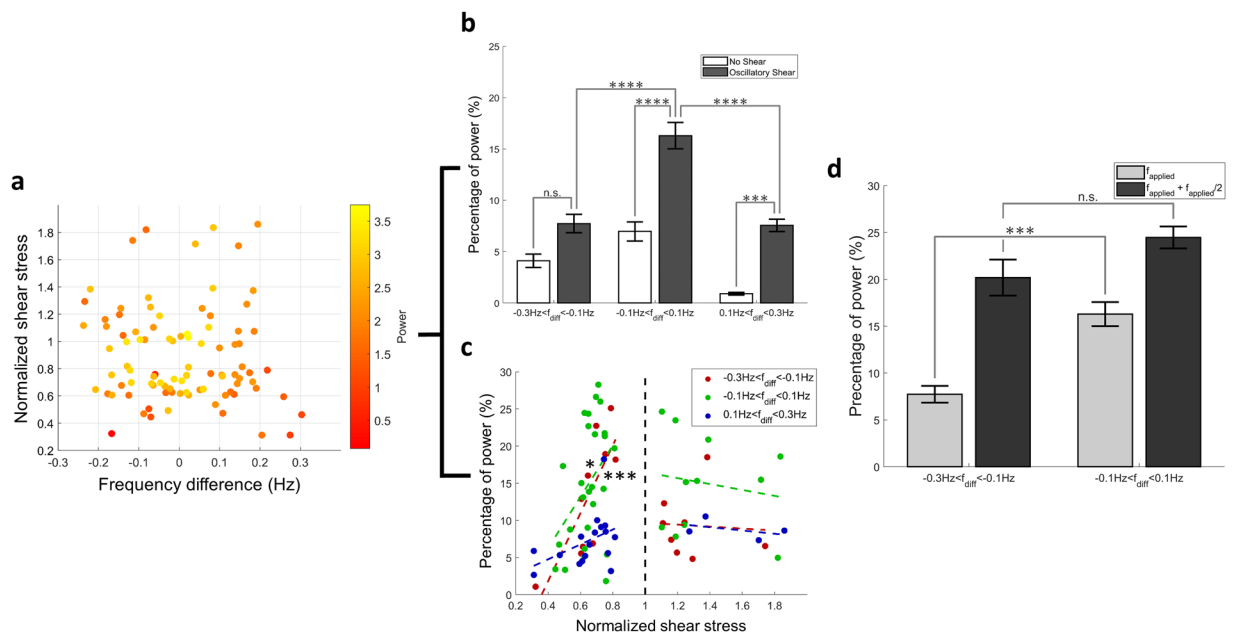 a
Normalized shear stress
1.8
1.6
1.4
1.2
1
0.8
0.6
0.4
0.2
-0.3
-0.2
-0.1
0
0.1
0.2
0.3
Frequency difference (Hz)
3.5
3
2.5
2
1.5
1
0.5
Power
b
Percentage of power (%)
25
20
15
10
5
0
No Shear
Oscillatory Shear
n.s.
****
****
****
***
-0.3Hz<fdiff<-0.1Hz
-0.1Hz<fdiff<0.1Hz
0.1Hz<fdiff<0.3Hz
c
Percentage of power (%)
30
25
20
15
10
5
0
-0.3Hz<fdiff<-0.1Hz
-0.1Hz<fdiff<0.1Hz
0.1Hz<fdiff<0.3Hz
*
***
0.2
0.4
0.6
0.8
1
1.2
1.4
1.6
1.8
Normalized shear stress
d
Precentage of power (%)
30
25
20
15
10
5
0
fapplied
fapplied + fapplied/2
n.s.
***
-0.3Hz<fdiff<-0.1Hz
-0.1Hz<fdiff<0.1Hz